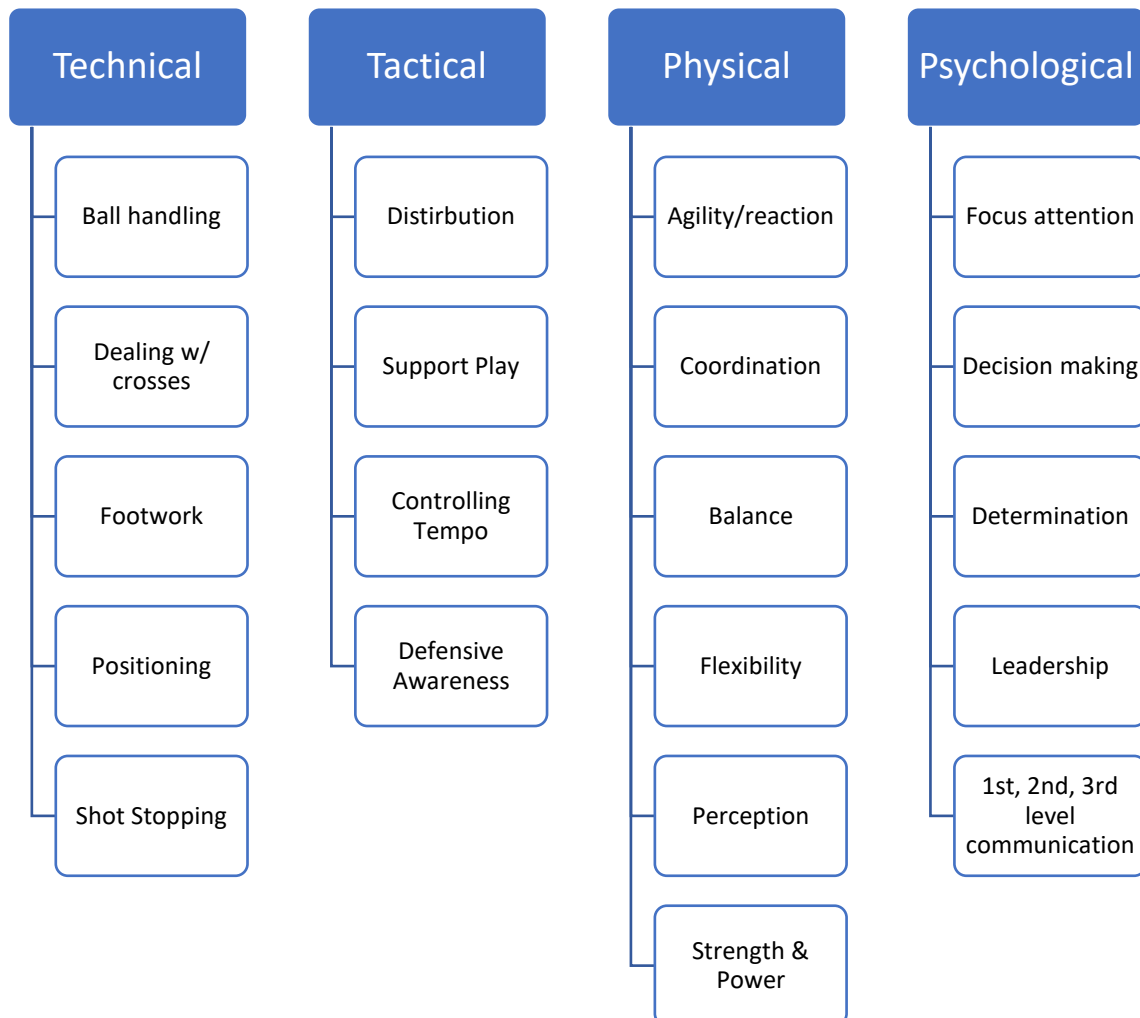 Technical
Ball handling
Dealing w/
crosses
Footwork
Positioning
Shot Stopping
Tactical
Distirbution
Support Play
Controlling
Tempo
Defensive
Awareness
Physical
Agility/reaction
Coordination
Balance
Flexibility
Perception
Strength &
Power
Psychological
Focus attention
Decision making
Determination
Leadership
1st, 2nd, 3rd
level
communication